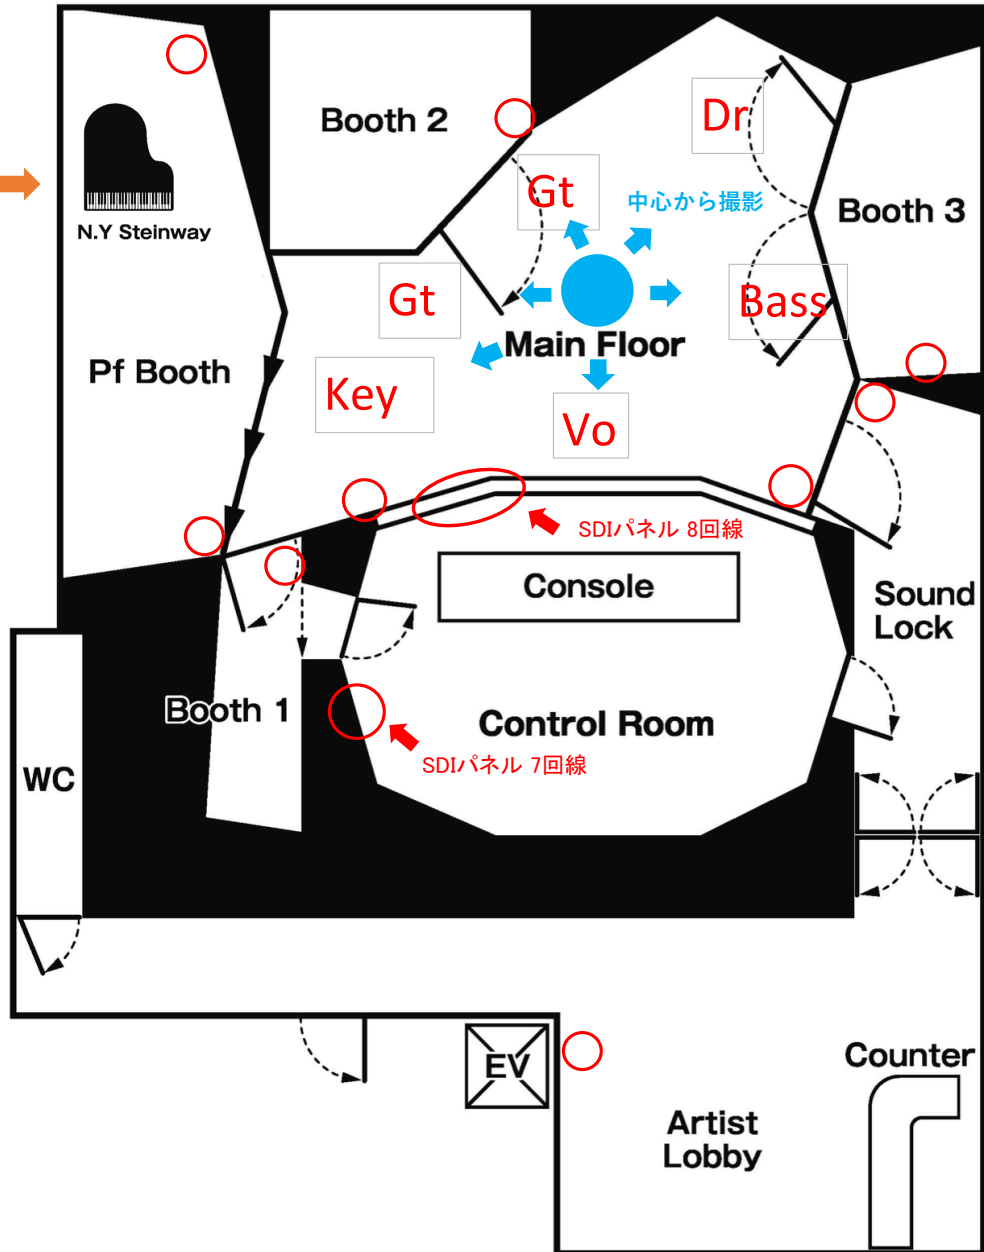 Booth 2
Dr
Gt
中心から撮影
Booth 3
N.Y Steinway
Gt
Bass
Main Floor
Pf Booth
Key
Vo
SDIパネル 8回線
Console
Sound
Lock
Booth 1
Control Room
SDIパネル 7回線
WC
EV
Counter
Artist
Lobby